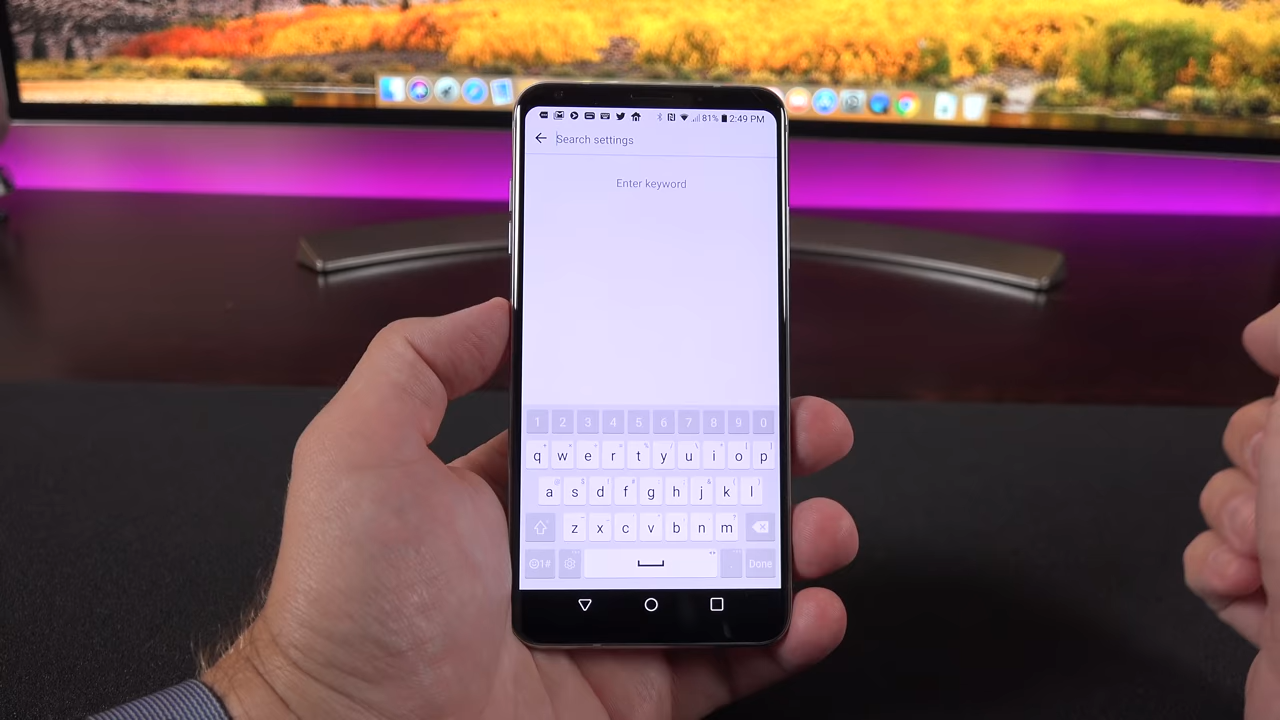 81% 2:49 PM
Search settings
Enter keyword
1 2 3 4 5 6 7 8 9 0
q w e r t y u i o p
a s d f g h j k l
z x c v b n m
1# . Done